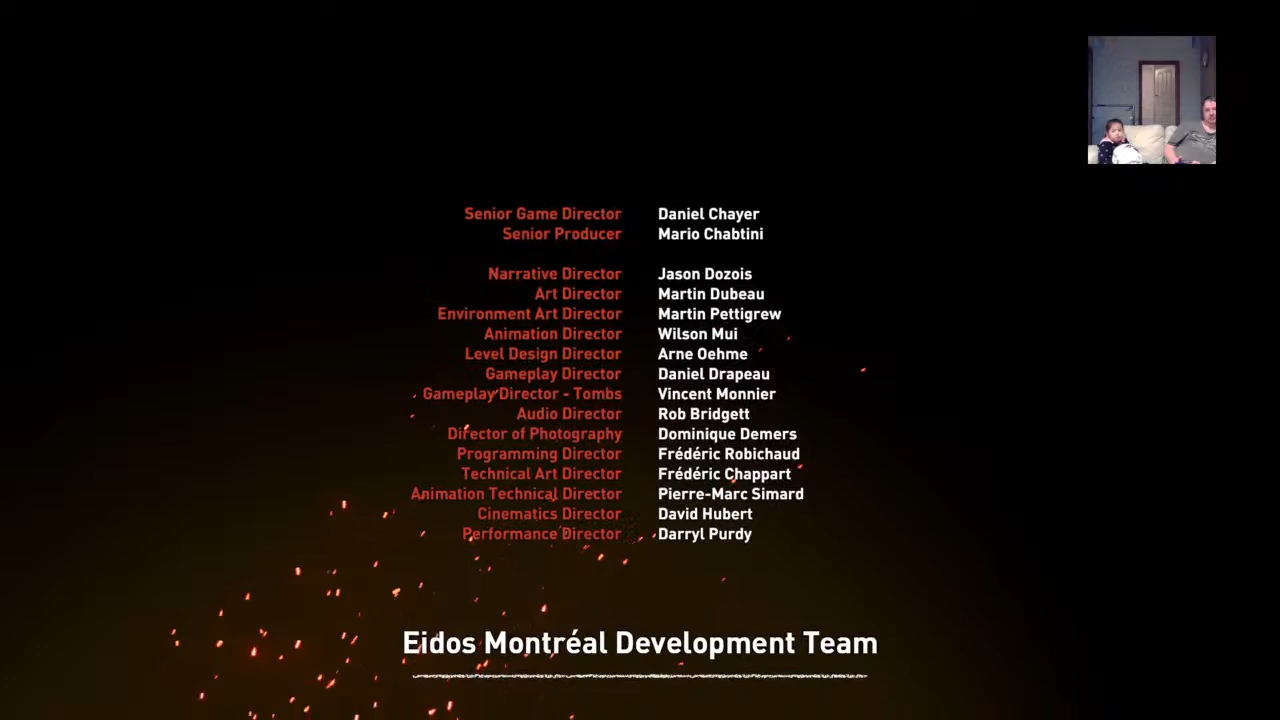 Senior Game Director Daniel Chayer
Senior Producer Mario Chabtini
Narrative Director Jason Dozois
Art Director Martin Dubeau
Environment Art Director Martin Pettigrew
Animation Director Wilson Mui
Level Design Director Arne Oehme
Gameplay Director Daniel Drapeau
Gameplay Director - Tombs Vincent Monnier
Audio Director Rob Bridgett
Director of Photography Dominique Demers
Programming Director Frédéric Robichaud
Technical Art Director Frédéric Chappart
Animation Technical Director Pierre-Marc Simard
Cinematics Director David Hubert
Performance Director Darryl Purdy
Eidos Montréal Development Team